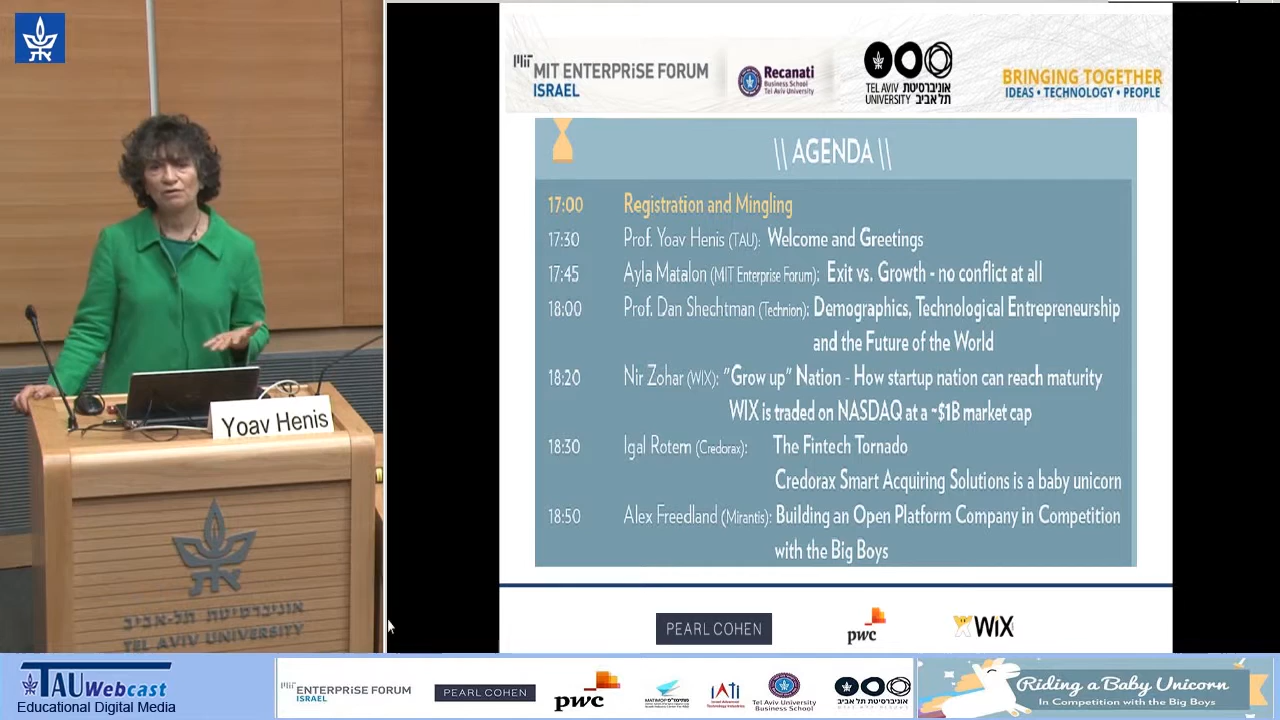 MIT ENTERPRISE FORUM
ISRAEL
Recanati
Business School
Tel Aviv University
TEL AVIV אוניברסיטת
UNIVERSITY תל אביב
BRINGING TOGETHER
IDEAS • TECHNOLOGY • PEOPLE
\\ AGENDA \\
17:00 Registration and Mingling
17:30 Prof. Yoav Henis (TAU): Welcome and Greetings
17:45 Ayla Matalon (MIT Enterprise Forum): Exit vs. Growth - no conflict at all
18:00 Prof. Dan Shechtman (Technion): Demographics, Technological Entrepreneurship
and the Future of the World
18:20 Nir Zohar (WIX): "Grow up" Nation - How startup nation can reach maturity
WIX is traded on NASDAQ at a ~$1B market cap
18:30 Igal Rotem (Credorax): The Fintech Tornado
Credorax Smart Acquiring Solutions is a baby unicorn
18:50 Alex Freedland (Mirantis): Building an Open Platform Company in Competition
with the Big Boys
PEARL COHEN
pwc
WiX
Yoav Henis
אוניברסיטת תל-אביב
TEL AVIV UNIVERSITY
TAU Webcast
Educational Digital Media
ENTERPRISE FORUM
ISRAEL
PEARL COHEN
pwc
IATI
Recanati
Business School
Riding a Baby Unicorn
In Competition with the Big Boys